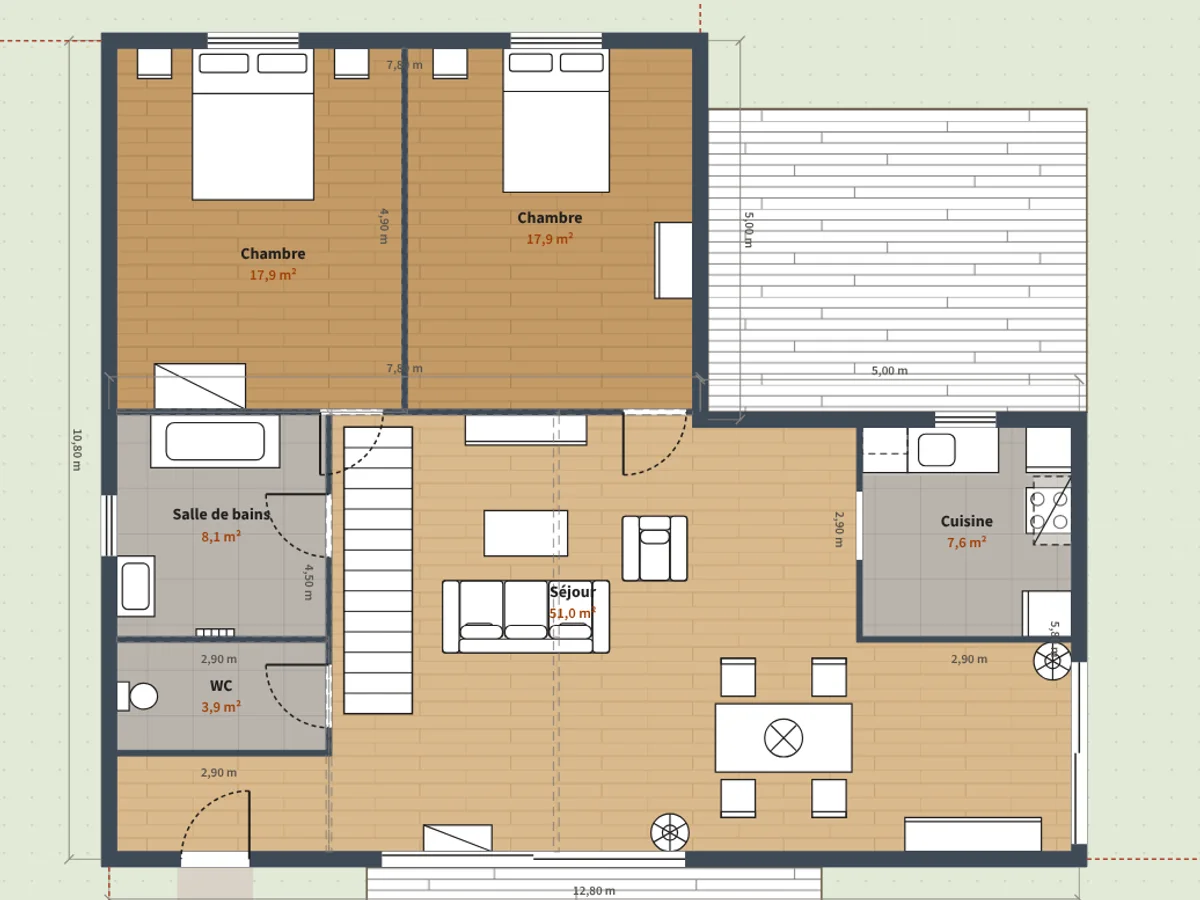 7,80 m
4,90 m
Chambre
17,9 m²
Chambre
17,9 m²
5,00 m
7,80 m
5,00 m
10,80 m
Salle de bains
8,1 m²
4,50 m
2,90 m
Cuisine
7,6 m²
Séjour
51,0 m²
2,90 m
WC
3,9 m²
2,90 m
2,90 m
12,80 m